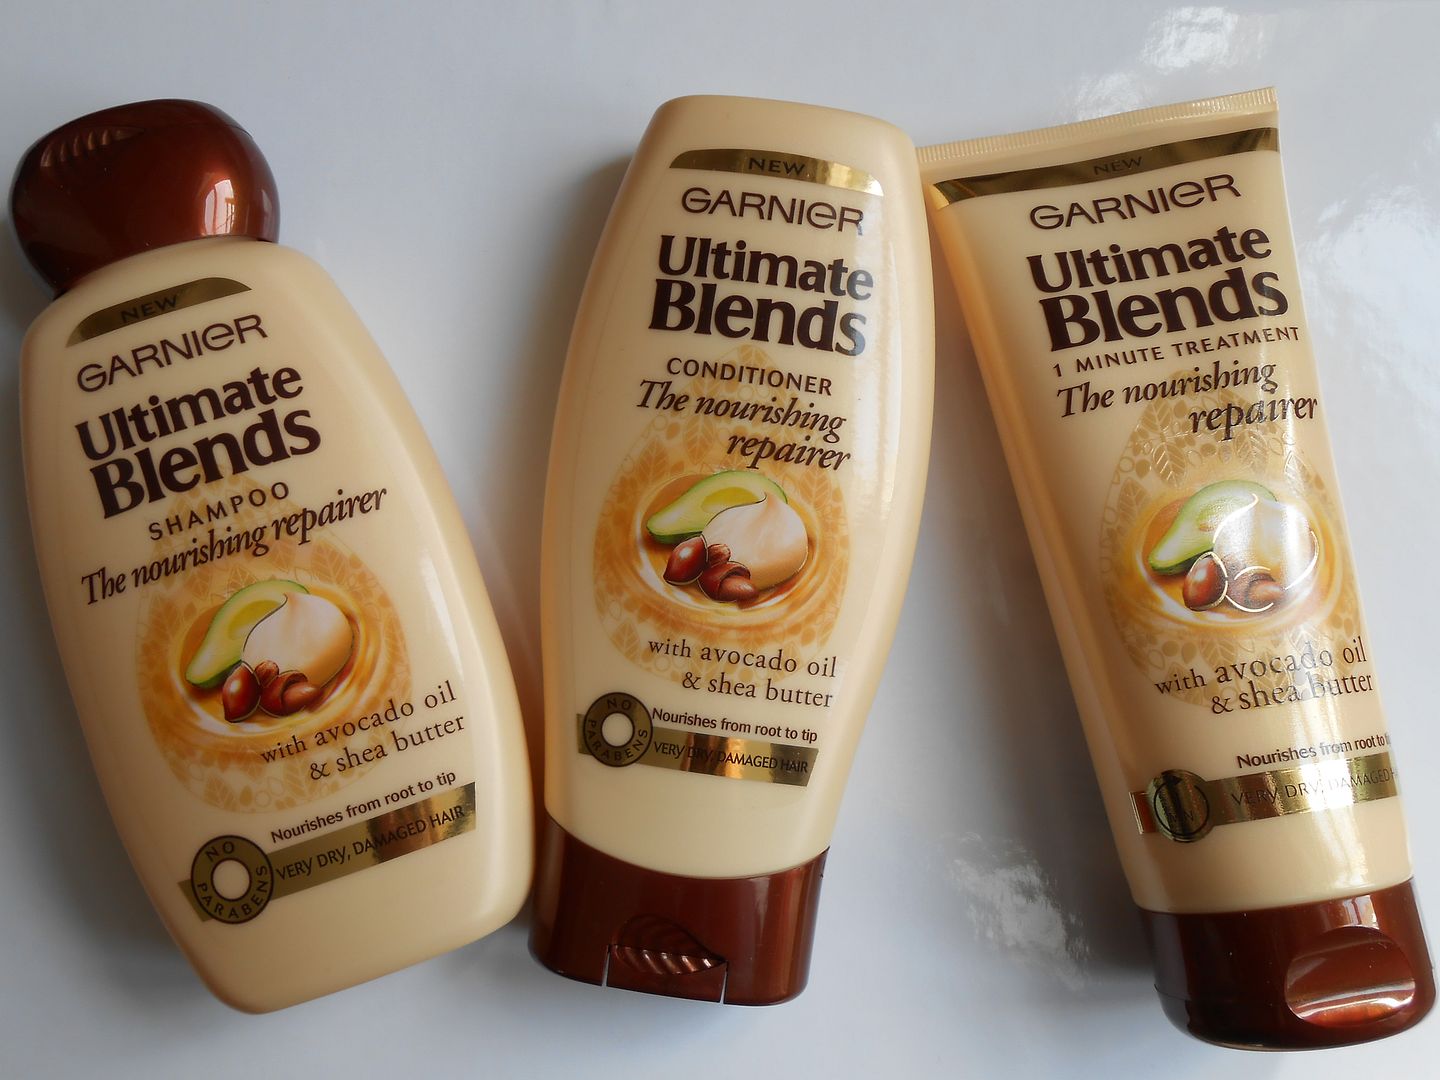 NEW
GARNIER
Ultimate
Blends
SHAMPOO
The nourishing repairer
with avocado oil
& shea butter
Nourishes from root to tip
VERY DRY, DAMAGED HAIR
NO
PARABENS
NEW
GARNIER
Ultimate
Blends
CONDITIONER
The nourishing
repairer
with avocado oil
& shea butter
Nourishes from root to tip
VERY DRY, DAMAGED HAIR
NO
PARABENS
NEW
GARNIER
Ultimate
Blends
1 MINUTE TREATMENT
The nourishing
repairer
with avocado oil
& shea butter
Nourishes from root to
VERY DRY, DAMAGED